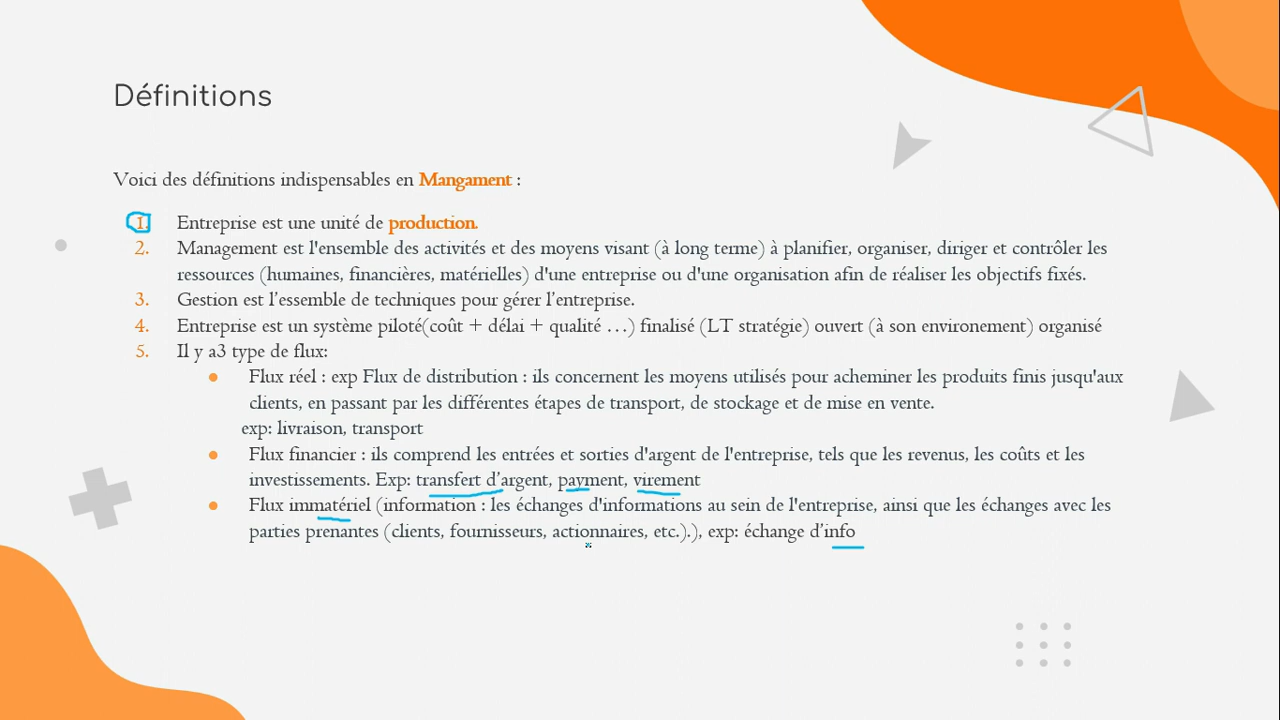 Définitions
Voici des définitions indispensables en Mangament :
1. Entreprise est une unité de production.
2. Management est l'ensemble des activités et des moyens visant (à long terme) à planifier, organiser, diriger et contrôler les
ressources (humaines, financières, matérielles) d'une entreprise ou d'une organisation afin de réaliser les objectifs fixés.
3. Gestion est l’essemble de techniques pour gérer l’entreprise.
4. Entreprise est un système piloté(coût + délai + qualité …) finalisé (LT stratégie) ouvert (à son environement) organisé
5. Il y a3 type de flux:
● Flux réel : exp Flux de distribution : ils concernent les moyens utilisés pour acheminer les produits finis jusqu'aux
clients, en passant par les différentes étapes de transport, de stockage et de mise en vente.
exp: livraison, transport
● Flux financier : ils comprend les entrées et sorties d'argent de l'entreprise, tels que les revenus, les coûts et les
investissements. Exp: transfert d’argent, payment, virement
● Flux immatériel (information : les échanges d'informations au sein de l'entreprise, ainsi que les échanges avec les
parties prenantes (clients, fournisseurs, actionnaires, etc.).), exp: échange d’info